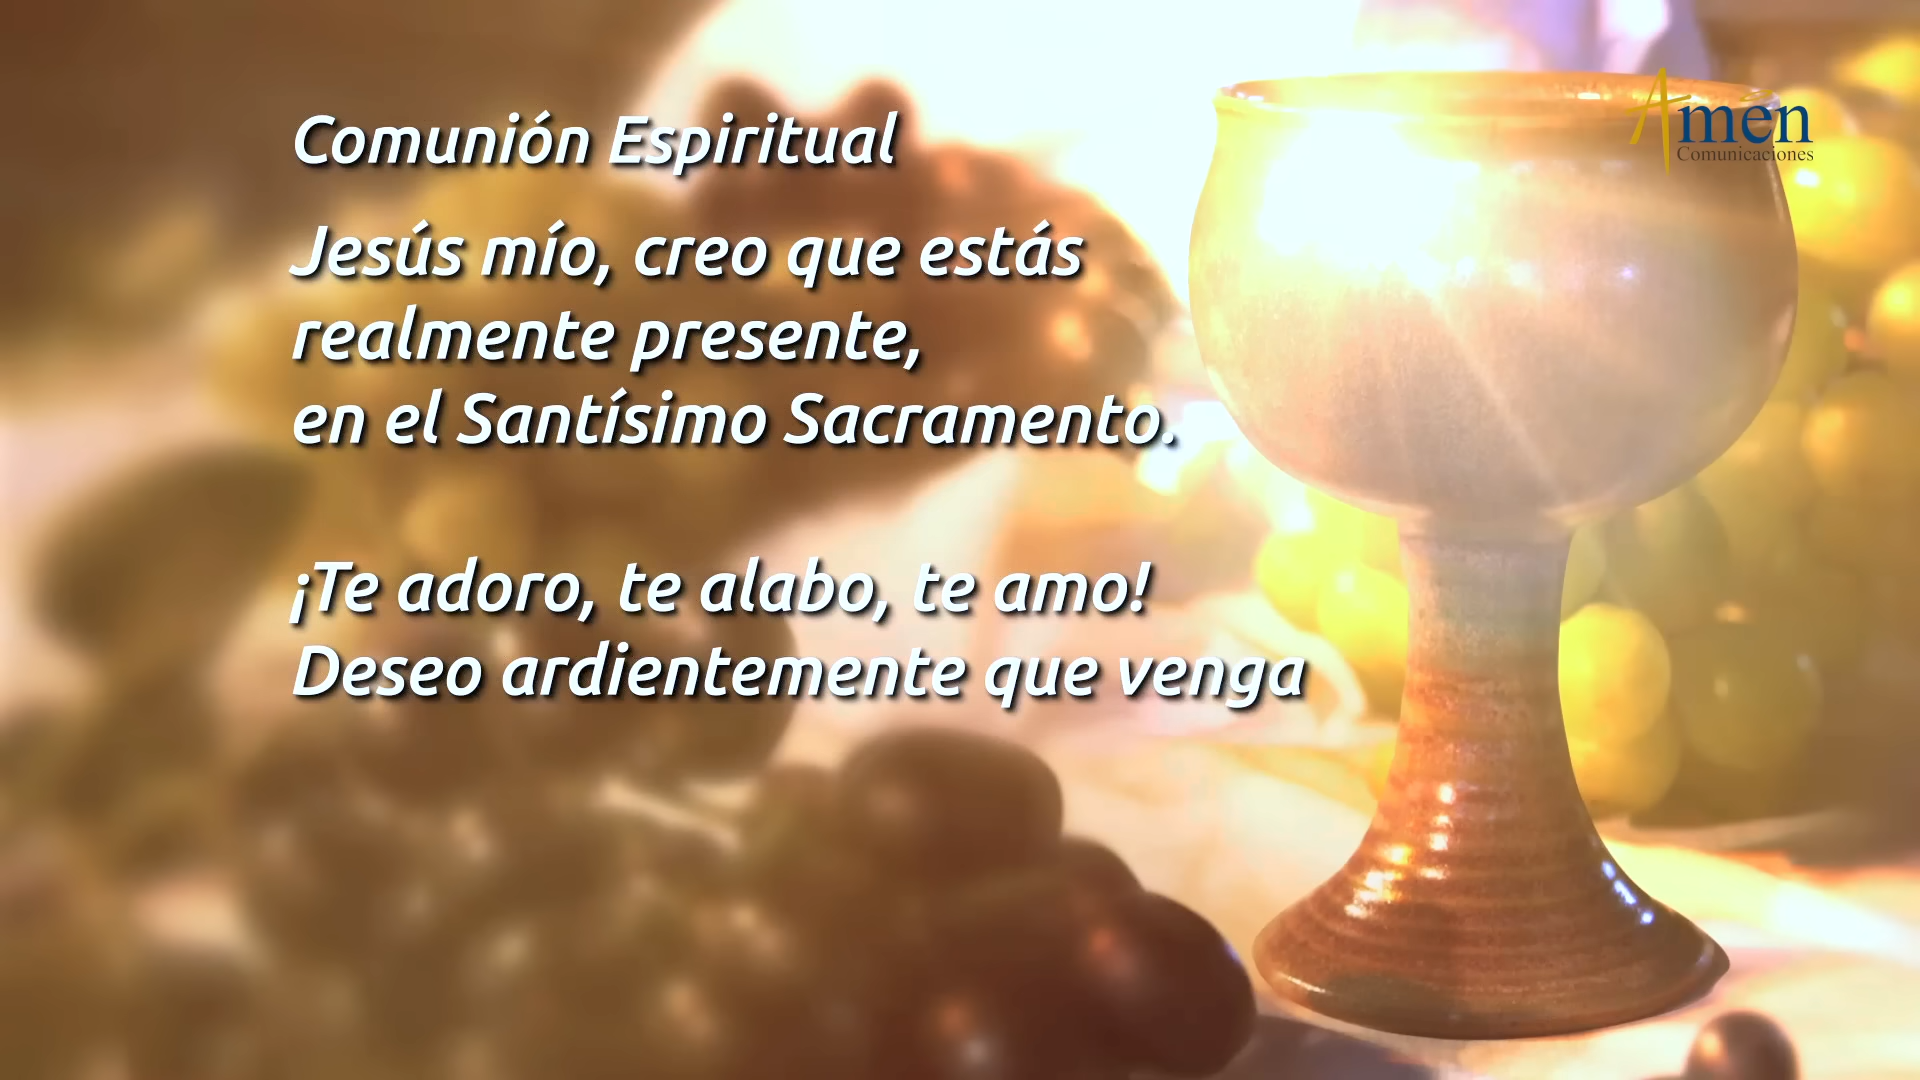 Comunión Espiritual
Jesús mío, creo que estás
realmente presente,
en el Santísimo Sacramento.
¡Te adoro, te alabo, te amo!
Deseo ardientemente que venga
Amén
Comunicaciones